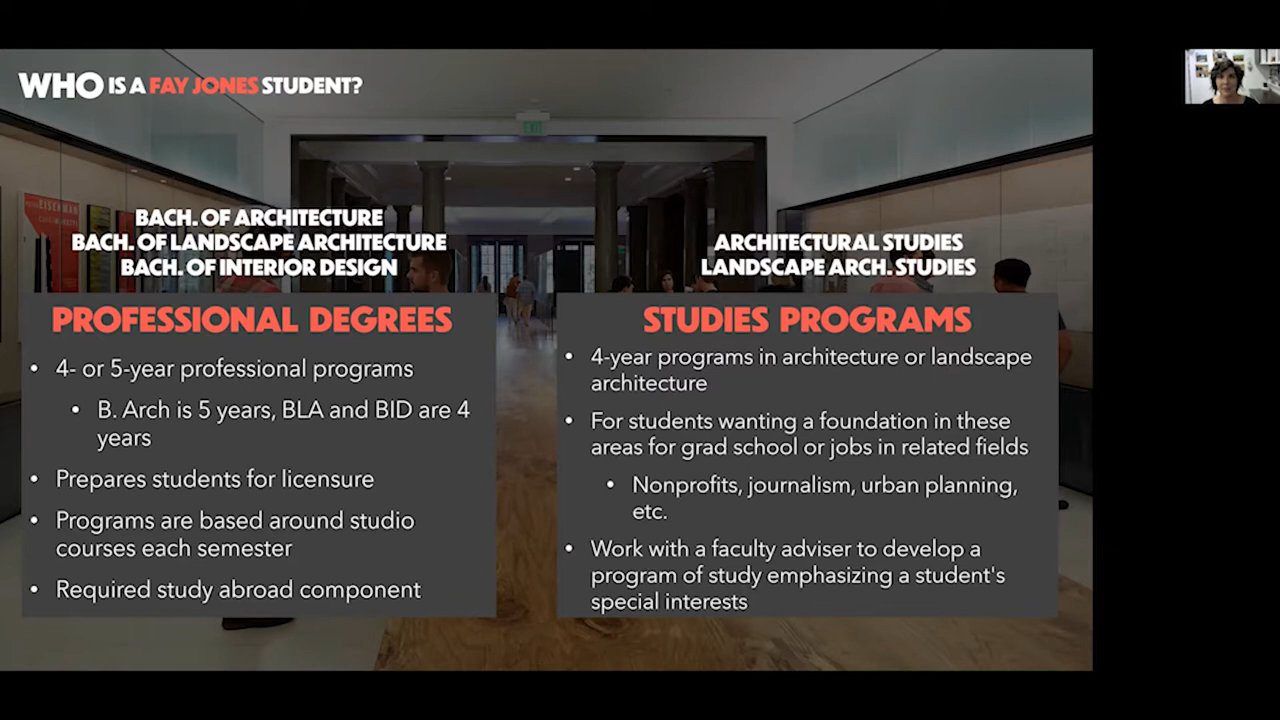 WHO IS A FAY JONES STUDENT?
EXIT
EISENMAN
BACH. OF ARCHITECTURE
BACH. OF LANDSCAPE ARCHITECTURE
BACH. OF INTERIOR DESIGN
PROFESSIONAL DEGREES
• 4- or 5-year professional programs
• B. Arch is 5 years, BLA and BID are 4
years
• Prepares students for licensure
• Programs are based around studio
courses each semester
• Required study abroad component
ARCHITECTURAL STUDIES
LANDSCAPE ARCH. STUDIES
STUDIES PROGRAMS
• 4-year programs in architecture or landscape
architecture
• For students wanting a foundation in these
areas for grad school or jobs in related fields
• Nonprofits, journalism, urban planning,
etc.
• Work with a faculty adviser to develop a
program of study emphasizing a student's
special interests